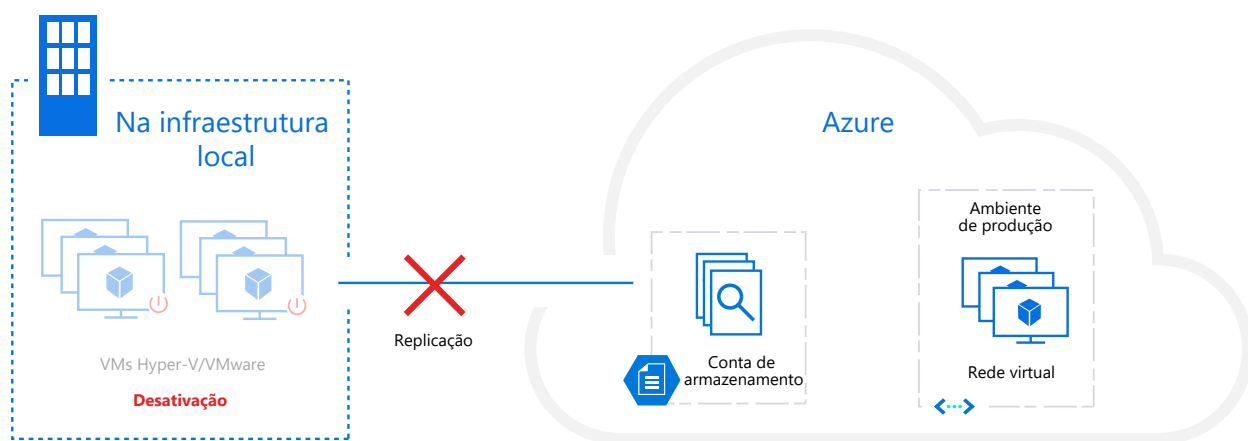 Na infraestrutura
local
Azure
Ambiente
de produção
Replicação
VMs Hyper-V/VMware
Desativação
Conta de
armazenamento
Rede virtual